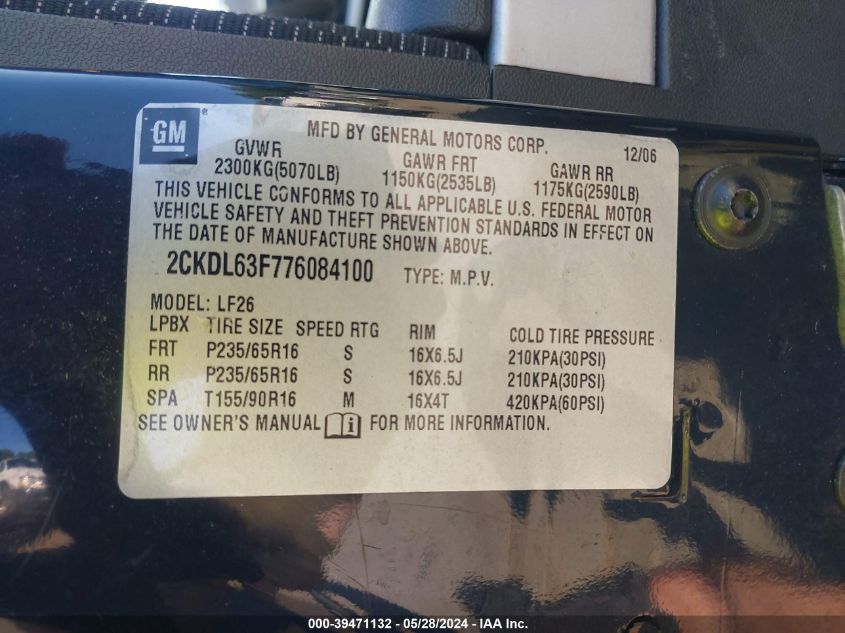 GM ®
MFD BY GENERAL MOTORS CORP. 12/06
GVWR GAWR FRT GAWR RR
2300KG(5070LB) 1150KG(2535LB) 1175KG(2590LB)
THIS VEHICLE CONFORMS TO ALL APPLICABLE U.S. FEDERAL MOTOR
VEHICLE SAFETY AND THEFT PREVENTION STANDARDS IN EFFECT ON
THE DATE OF MANUFACTURE SHOWN ABOVE.
2CKDL63F776084100 TYPE: M.P.V.
MODEL: LF26
LPBX TIRE SIZE SPEED RTG RIM COLD TIRE PRESSURE
FRT P235/65R16 S 16X6.5J 210KPA(30PSI)
RR P235/65R16 S 16X6.5J 210KPA(30PSI)
SPA T155/90R16 M 16X4T 420KPA(60PSI)
SEE OWNER'S MANUAL i FOR MORE INFORMATION.
000-39471132 - 05/28/2024 - IAA Inc.